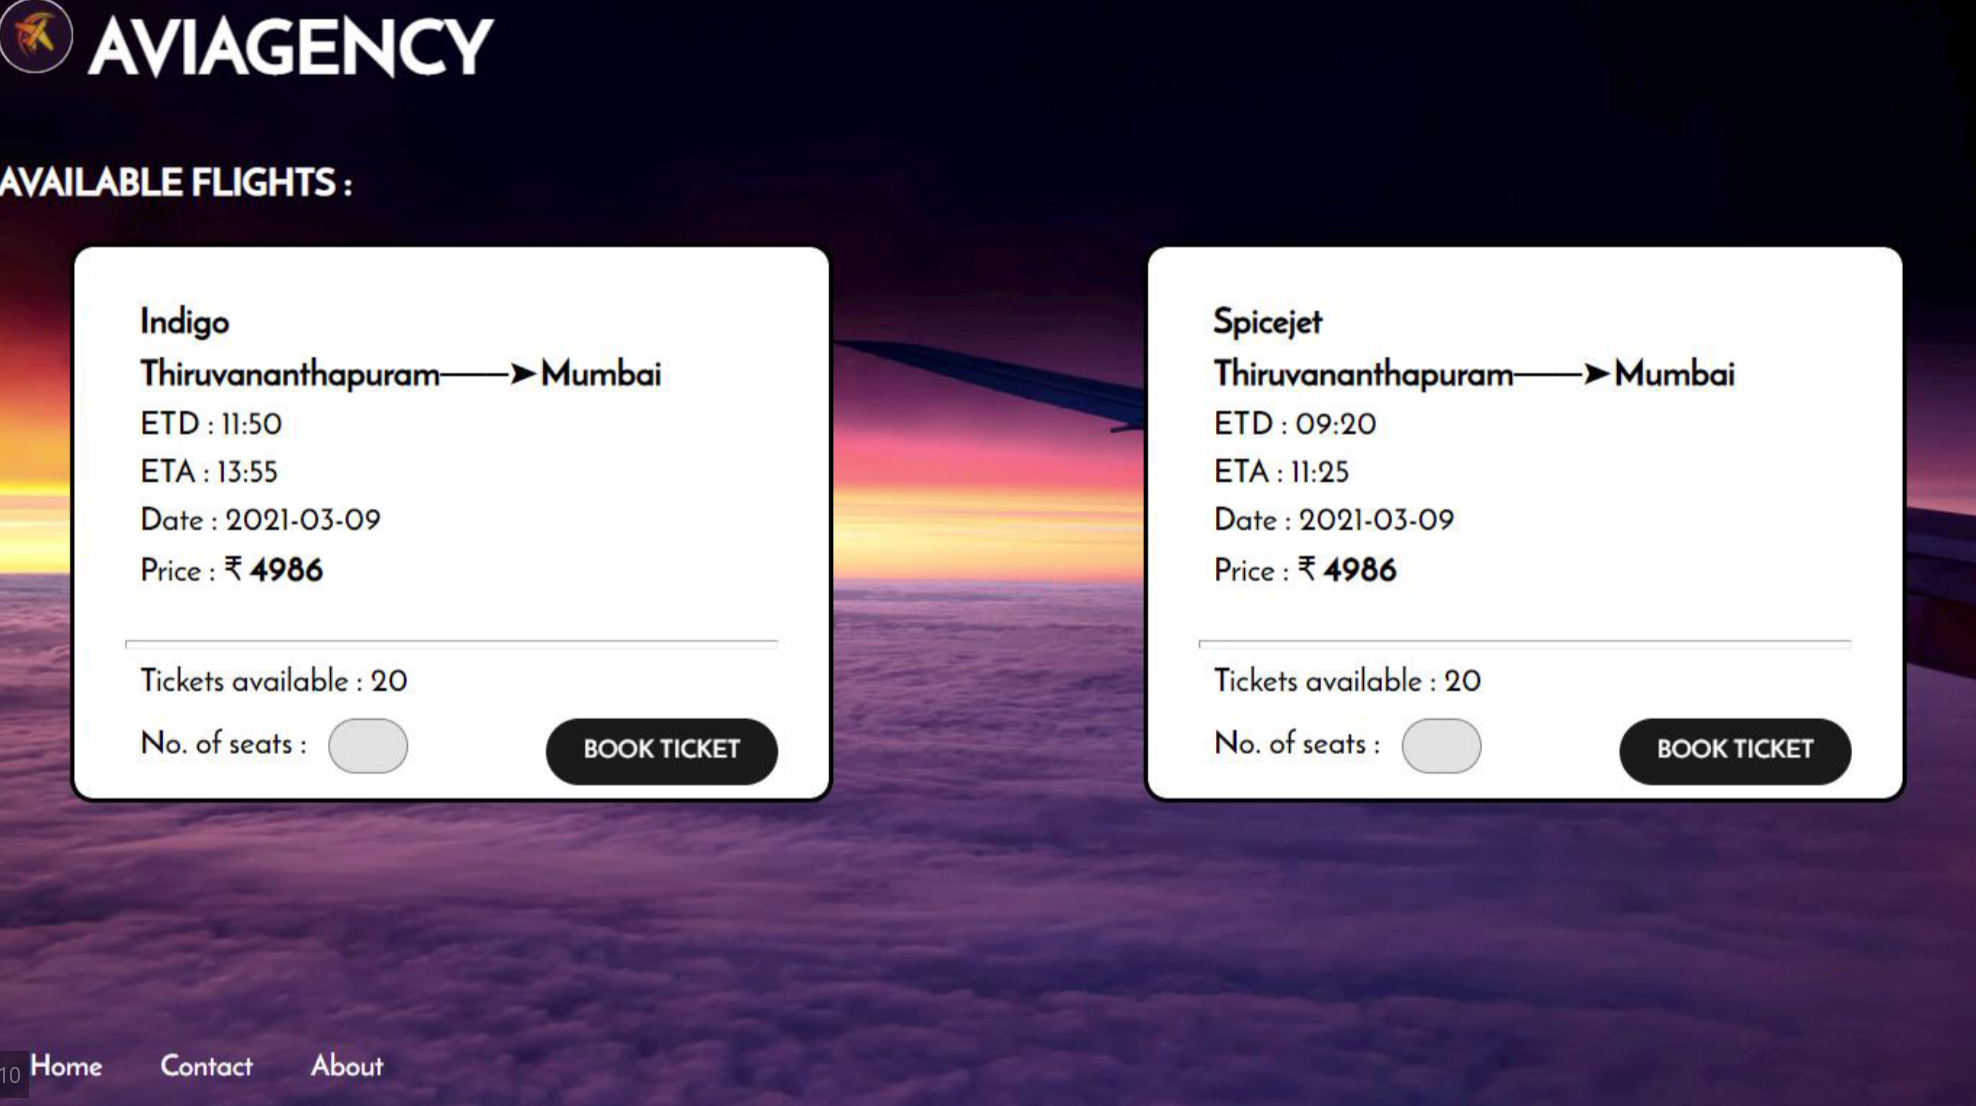 AVIAGENCY
AVAILABLE FLIGHTS :
Indigo
Thiruvananthapuram——➤Mumbai
ETD : 11:50
ETA : 13:55
Date : 2021-03-09
Price : ₹ 4986
Tickets available : 20
No. of seats :
BOOK TICKET
Spicejet
Thiruvananthapuram——➤Mumbai
ETD : 09:20
ETA : 11:25
Date : 2021-03-09
Price : ₹ 4986
Tickets available : 20
No. of seats :
BOOK TICKET
10 Home Contact About